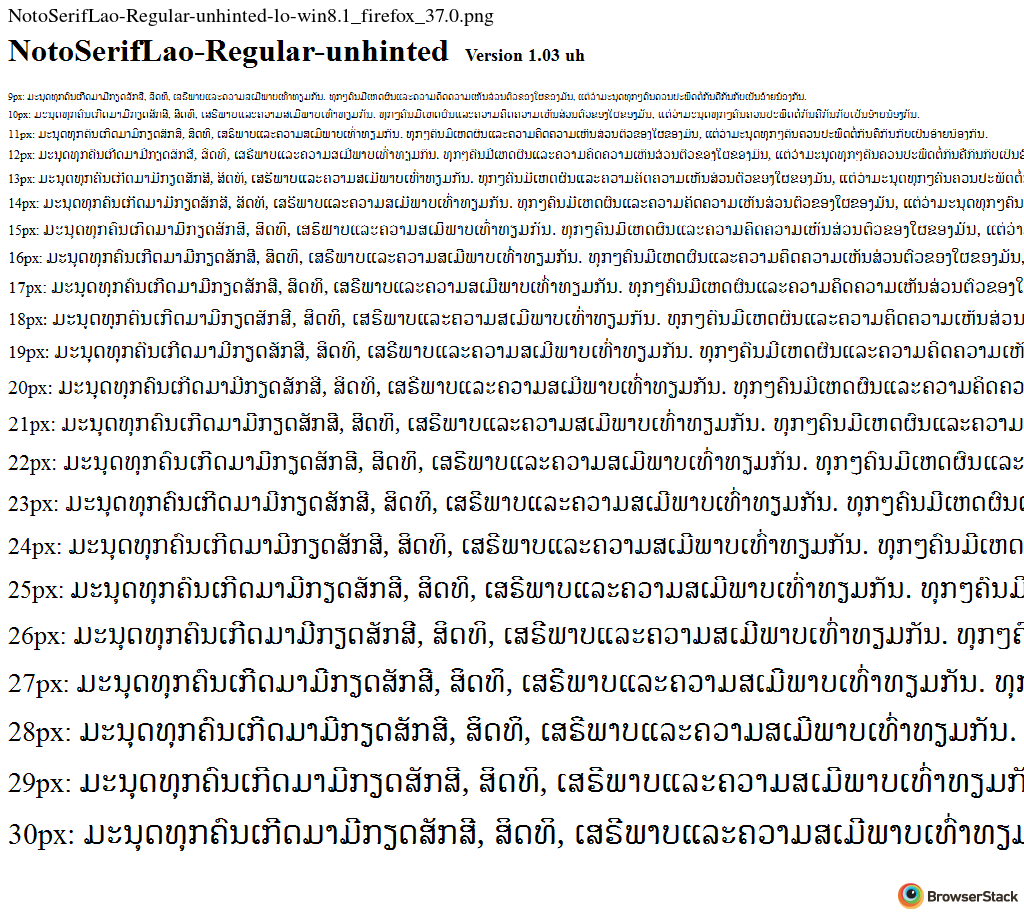 NotoSerifLao-Regular-unhinted-lo-win8.1_firefox_37.0.png
NotoSerifLao-Regular-unhinted Version 1.03 uh
9px: ມະນຸດທຸກຄົນເກີດມາມີກຽດສັກສີ, ສິດທິ, ເສຣີພາບແລະຄວາມສເມີພາບເທົ່າທຽມກັນ. ທຸກໆຄົນມີເຫດຜົນແລະຄວາມຄິດຄວາມເຫັນສ່ວນຕົວຂອງໃຜຂອງມັນ, ແຕ່ວ່າມະນຸດທຸກໆຄົນຄວນປະພຶດຕໍ່ກັນຄືກັນກັບເປັນອ້າຍນ້ອງກັນ.
10px: ມະນຸດທຸກຄົນເກີດມາມີກຽດສັກສີ, ສິດທິ, ເສຣີພາບແລະຄວາມສເມີພາບເທົ່າທຽມກັນ. ທຸກໆຄົນມີເຫດຜົນແລະຄວາມຄິດຄວາມເຫັນສ່ວນຕົວຂອງໃຜຂອງມັນ, ແຕ່ວ່າມະນຸດທຸກໆຄົນຄວນປະພຶດຕໍ່ກັນຄືກັນກັບເປັນອ້າຍນ້ອງກັນ.
11px: ມະນຸດທຸກຄົນເກີດມາມີກຽດສັກສີ, ສິດທິ, ເສຣີພາບແລະຄວາມສເມີພາບເທົ່າທຽມກັນ. ທຸກໆຄົນມີເຫດຜົນແລະຄວາມຄິດຄວາມເຫັນສ່ວນຕົວຂອງໃຜຂອງມັນ, ແຕ່ວ່າມະນຸດທຸກໆຄົນຄວນປະພຶດຕໍ່ກັນຄືກັນກັບເປັນອ້າຍນ້ອງກັນ.
12px: ມະນຸດທຸກຄົນເກີດມາມີກຽດສັກສີ, ສິດທິ, ເສຣີພາບແລະຄວາມສເມີພາບເທົ່າທຽມກັນ. ທຸກໆຄົນມີເຫດຜົນແລະຄວາມຄິດຄວາມເຫັນສ່ວນຕົວຂອງໃຜຂອງມັນ, ແຕ່ວ່າມະນຸດທຸກໆຄົນຄວນປະພຶດຕໍ່ກັນຄືກັນກັບເປັນ
13px: ມະນຸດທຸກຄົນເກີດມາມີກຽດສັກສີ, ສິດທິ, ເສຣີພາບແລະຄວາມສເມີພາບເທົ່າທຽມກັນ. ທຸກໆຄົນມີເຫດຜົນແລະຄວາມຄິດຄວາມເຫັນສ່ວນຕົວຂອງໃຜຂອງມັນ, ແຕ່ວ່າມະນຸດທຸກໆຄົນຄວນປະພຶດຕໍ່
14px: ມະນຸດທຸກຄົນເກີດມາມີກຽດສັກສີ, ສິດທິ, ເສຣີພາບແລະຄວາມສເມີພາບເທົ່າທຽມກັນ. ທຸກໆຄົນມີເຫດຜົນແລະຄວາມຄິດຄວາມເຫັນສ່ວນຕົວຂອງໃຜຂອງມັນ, ແຕ່ວ່າມະນຸດທຸກໆຄົນ
15px: ມະນຸດທຸກຄົນເກີດມາມີກຽດສັກສີ, ສິດທິ, ເສຣີພາບແລະຄວາມສເມີພາບເທົ່າທຽມກັນ. ທຸກໆຄົນມີເຫດຜົນແລະຄວາມຄິດຄວາມເຫັນສ່ວນຕົວຂອງໃຜຂອງມັນ, ແຕ່ວ່າ
16px: ມະນຸດທຸກຄົນເກີດມາມີກຽດສັກສີ, ສິດທິ, ເສຣີພາບແລະຄວາມສເມີພາບເທົ່າທຽມກັນ. ທຸກໆຄົນມີເຫດຜົນແລະຄວາມຄິດຄວາມເຫັນສ່ວນຕົວຂອງໃຜຂອງມັນ,
17px: ມະນຸດທຸກຄົນເກີດມາມີກຽດສັກສີ, ສິດທິ, ເສຣີພາບແລະຄວາມສເມີພາບເທົ່າທຽມກັນ. ທຸກໆຄົນມີເຫດຜົນແລະຄວາມຄິດຄວາມເຫັນສ່ວນຕົວຂອງໃ
18px: ມະນຸດທຸກຄົນເກີດມາມີກຽດສັກສີ, ສິດທິ, ເສຣີພາບແລະຄວາມສເມີພາບເທົ່າທຽມກັນ. ທຸກໆຄົນມີເຫດຜົນແລະຄວາມຄິດຄວາມເຫັນສ່ວນ
19px: ມະນຸດທຸກຄົນເກີດມາມີກຽດສັກສີ, ສິດທິ, ເສຣີພາບແລະຄວາມສເມີພາບເທົ່າທຽມກັນ. ທຸກໆຄົນມີເຫດຜົນແລະຄວາມຄິດຄວາມເຫັ
20px: ມະນຸດທຸກຄົນເກີດມາມີກຽດສັກສີ, ສິດທິ, ເສຣີພາບແລະຄວາມສເມີພາບເທົ່າທຽມກັນ. ທຸກໆຄົນມີເຫດຜົນແລະຄວາມຄິດຄວ
21px: ມະນຸດທຸກຄົນເກີດມາມີກຽດສັກສີ, ສິດທິ, ເສຣີພາບແລະຄວາມສເມີພາບເທົ່າທຽມກັນ. ທຸກໆຄົນມີເຫດຜົນແລະຄວາມ
22px: ມະນຸດທຸກຄົນເກີດມາມີກຽດສັກສີ, ສິດທິ, ເສຣີພາບແລະຄວາມສເມີພາບເທົ່າທຽມກັນ. ທຸກໆຄົນມີເຫດຜົນແລະ
23px: ມະນຸດທຸກຄົນເກີດມາມີກຽດສັກສີ, ສິດທິ, ເສຣີພາບແລະຄວາມສເມີພາບເທົ່າທຽມກັນ. ທຸກໆຄົນມີເຫດຜົນ
24px: ມະນຸດທຸກຄົນເກີດມາມີກຽດສັກສີ, ສິດທິ, ເສຣີພາບແລະຄວາມສເມີພາບເທົ່າທຽມກັນ. ທຸກໆຄົນມີເຫດ
25px: ມະນຸດທຸກຄົນເກີດມາມີກຽດສັກສີ, ສິດທິ, ເສຣີພາບແລະຄວາມສເມີພາບເທົ່າທຽມກັນ. ທຸກໆຄົນມີ
26px: ມະນຸດທຸກຄົນເກີດມາມີກຽດສັກສີ, ສິດທິ, ເສຣີພາບແລະຄວາມສເມີພາບເທົ່າທຽມກັນ. ທຸກໆຄົ
27px: ມະນຸດທຸກຄົນເກີດມາມີກຽດສັກສີ, ສິດທິ, ເສຣີພາບແລະຄວາມສເມີພາບເທົ່າທຽມກັນ. ທຸກ
28px: ມະນຸດທຸກຄົນເກີດມາມີກຽດສັກສີ, ສິດທິ, ເສຣີພາບແລະຄວາມສເມີພາບເທົ່າທຽມກັນ.
29px: ມະນຸດທຸກຄົນເກີດມາມີກຽດສັກສີ, ສິດທິ, ເສຣີພາບແລະຄວາມສເມີພາບເທົ່າທຽມກັ
30px: ມະນຸດທຸກຄົນເກີດມາມີກຽດສັກສີ, ສິດທິ, ເສຣີພາບແລະຄວາມສເມີພາບເທົ່າທຽມ
BrowserStack